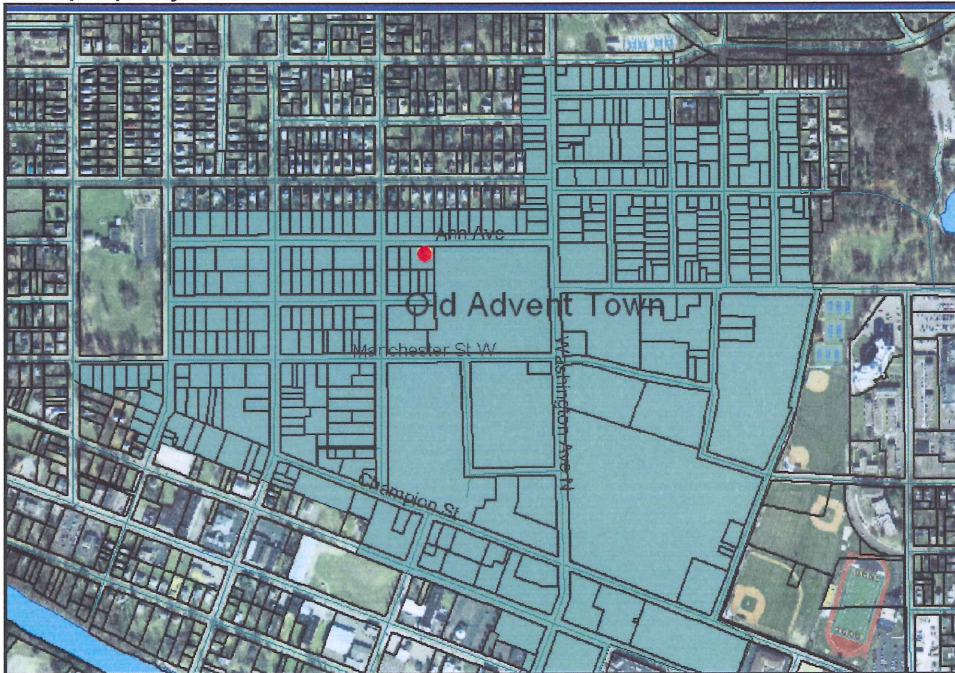 Ann Ave
Old Advent Town
Manchester St W
Washington Ave N
Champion St